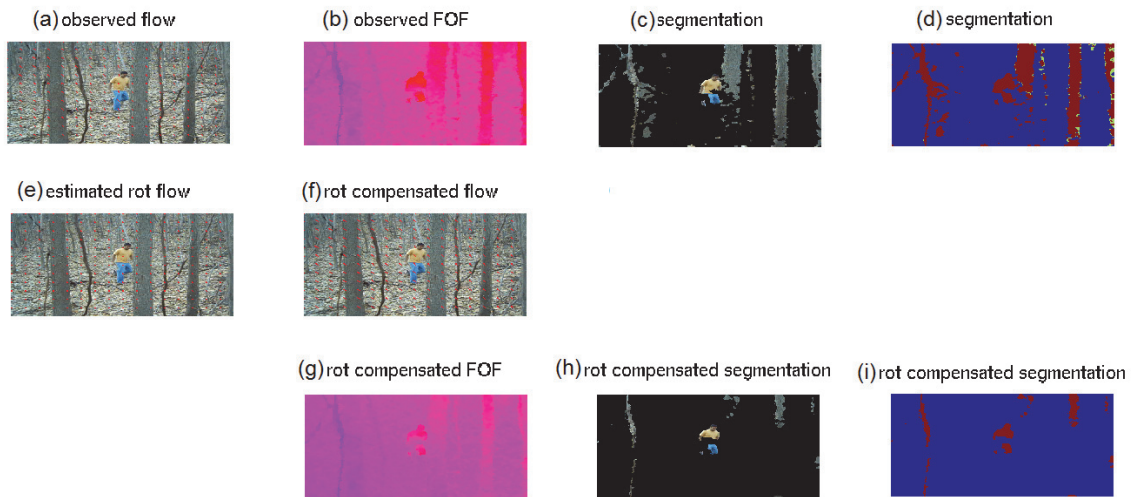 (a) observed flow
(b) observed FOF
(c) segmentation
(d) segmentation
(e) estimated rot flow
(f) rot compensated flow
(g) rot compensated FOF
(h) rot compensated segmentation
(i) rot compensated segmentation